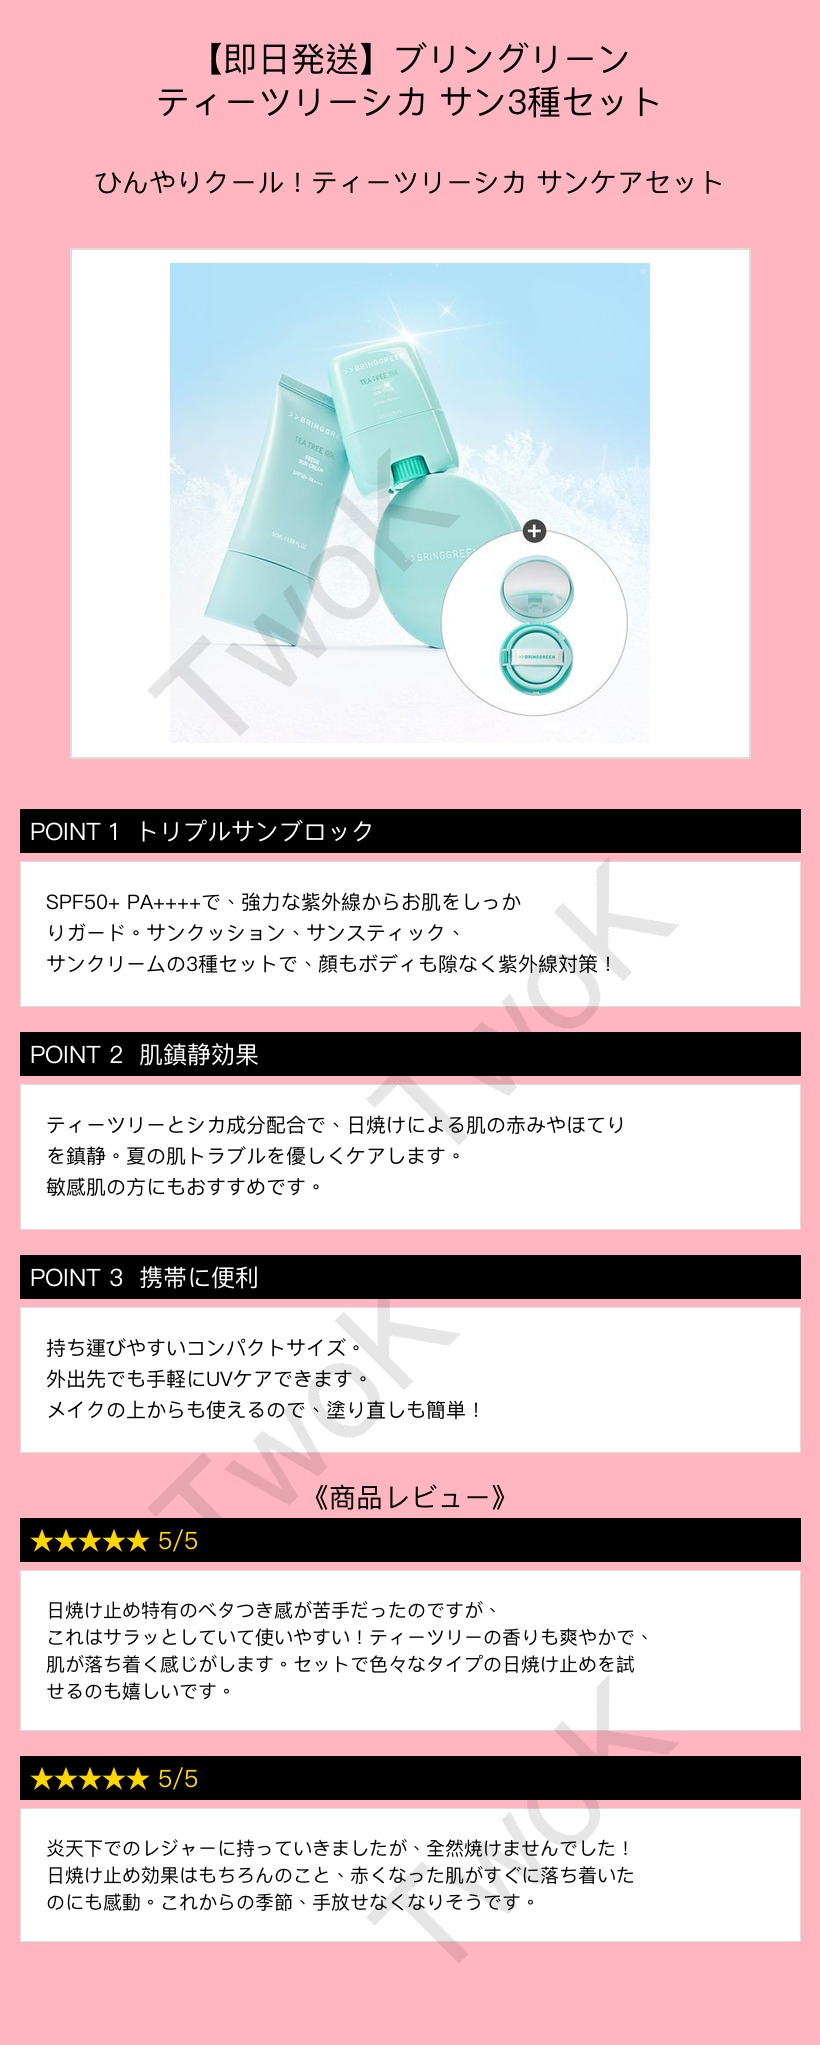 【即日発送】ブリングリーン
ティーツリーシカ サン3種セット
ひんやりクール！ティーツリーシカ サンケアセット
>>BRINGGREEN
TEA TREE CICA
>>BRINGGRE
TEA TREE CICA
FRESH
SUN CREAM
SPF50+ PA++++
50ML / 1.69 FL.OZ
>>BRINGGREEN
>>BRINGGREEN
TwoK
POINT 1 トリプルサンブロック
SPF50+ PA++++で、強力な紫外線からお肌をしっか
りガード。サンクッション、サンスティック、
サンクリームの3種セットで、顔もボディも隙なく紫外線対策！
TwoK
POINT 2 肌鎮静効果
ティーツリーとシカ成分配合で、日焼けによる肌の赤みやほてり
を鎮静。夏の肌トラブルを優しくケアします。
敏感肌の方にもおすすめです。
POINT 3 携帯に便利
持ち運びやすいコンパクトサイズ。
外出先でも手軽にUVケアできます。
メイクの上からも使えるので、塗り直しも簡単！
TwoK
《商品レビュー》
★★★★★ 5/5
日焼け止め特有のベタつき感が苦手だったのですが、
これはサラッとしていて使いやすい！ティーツリーの香りも爽やかで、
肌が落ち着く感じがします。セットで色々なタイプの日焼け止めを試
せるのも嬉しいです。
★★★★★ 5/5
炎天下でのレジャーに持っていきましたが、全然焼けませんでした！
日焼け止め効果はもちろんのこと、赤くなった肌がすぐに落ち着いた
のにも感動。これからの季節、手放せなくなりそうです。
TwoK